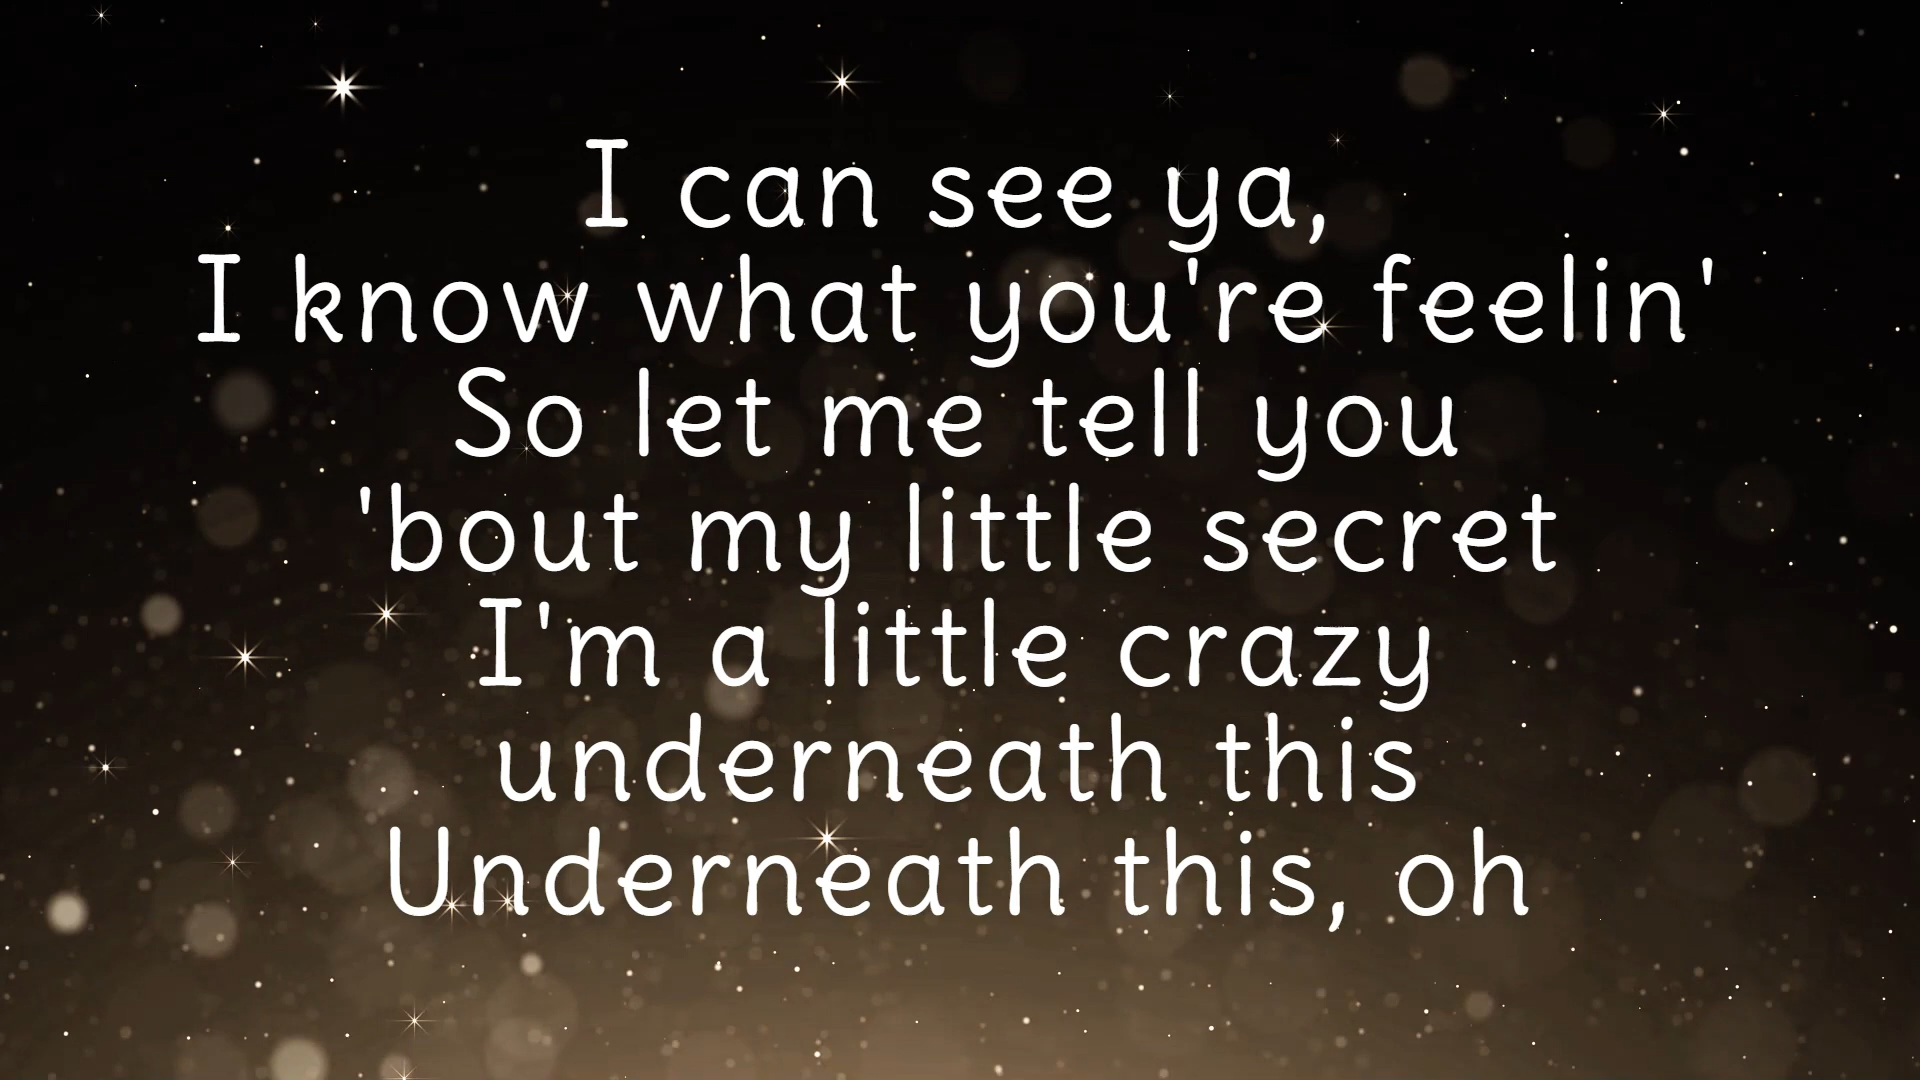 I can see ya,
I know what you're feelin'
So let me tell you
'bout my little secret
I'm a little crazy
underneath this
Underneath this, oh